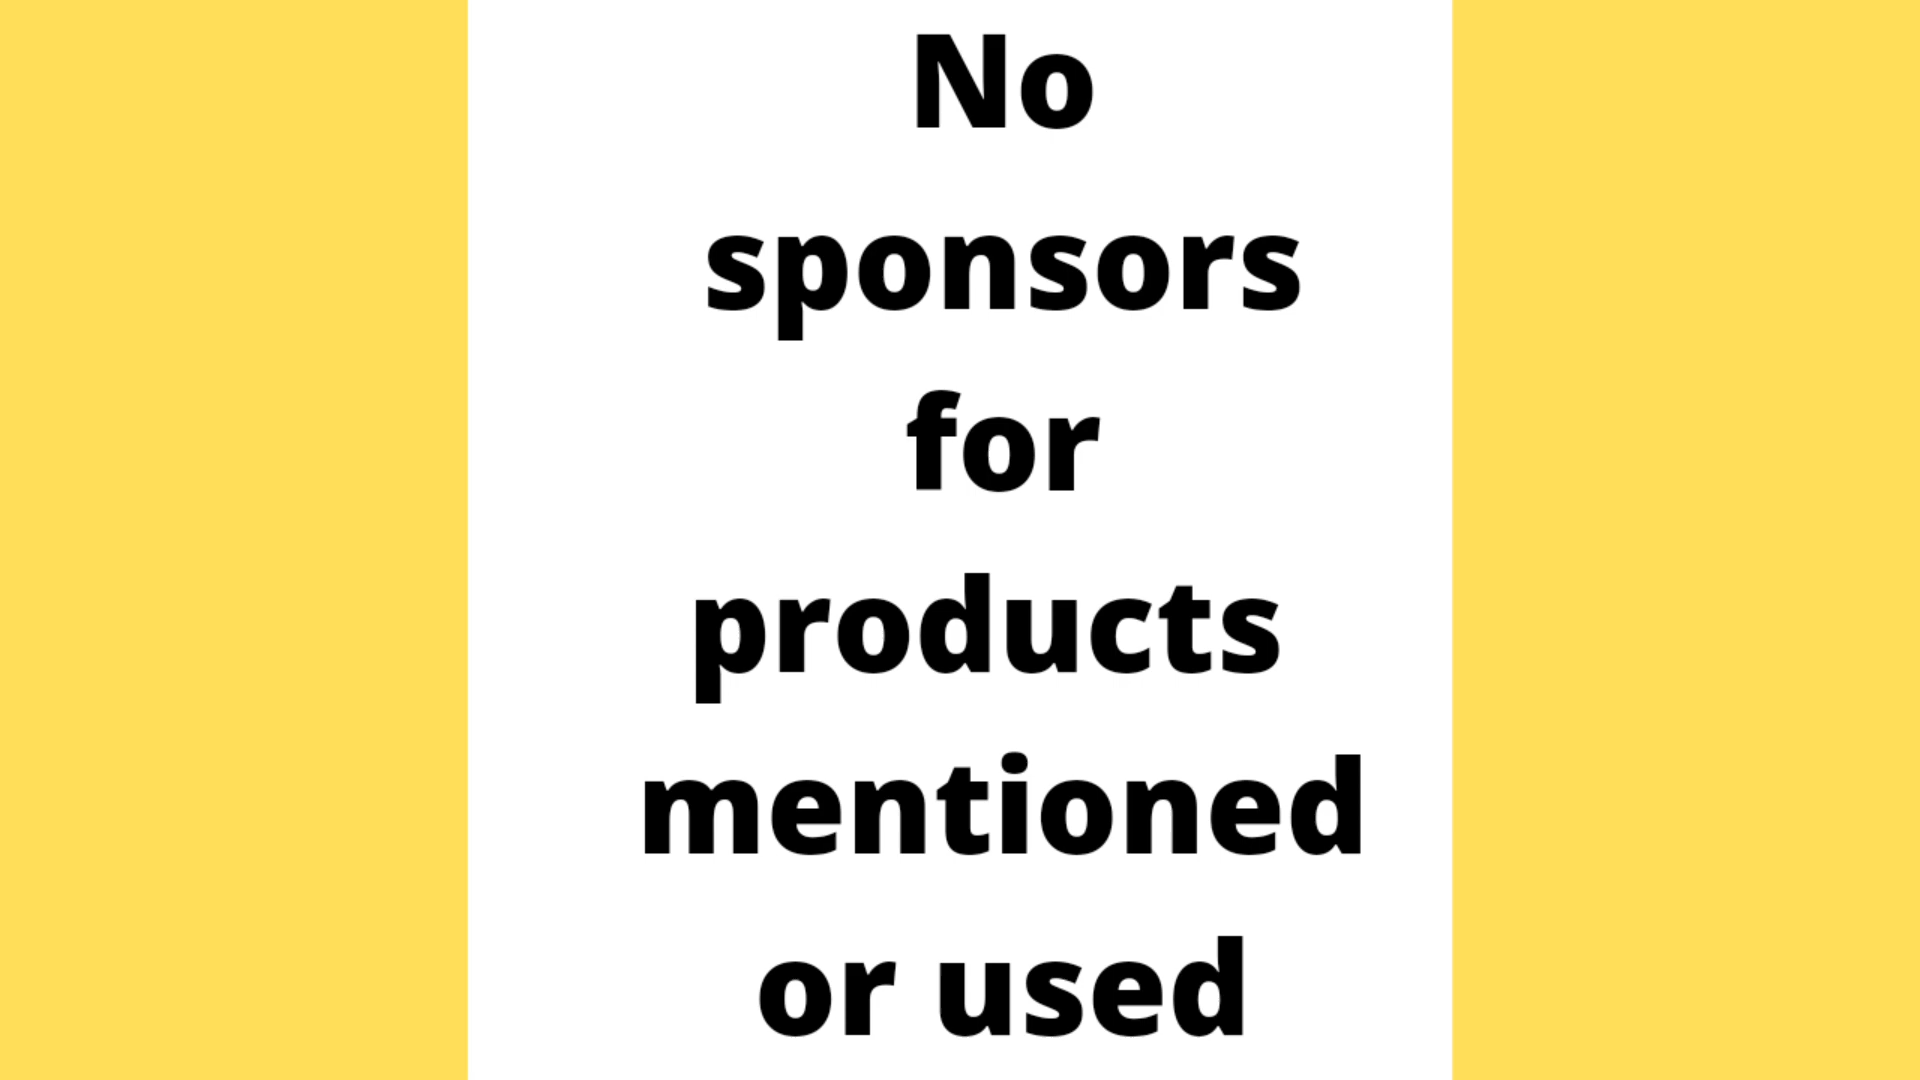 No
sponsors
for
products
mentioned
or used